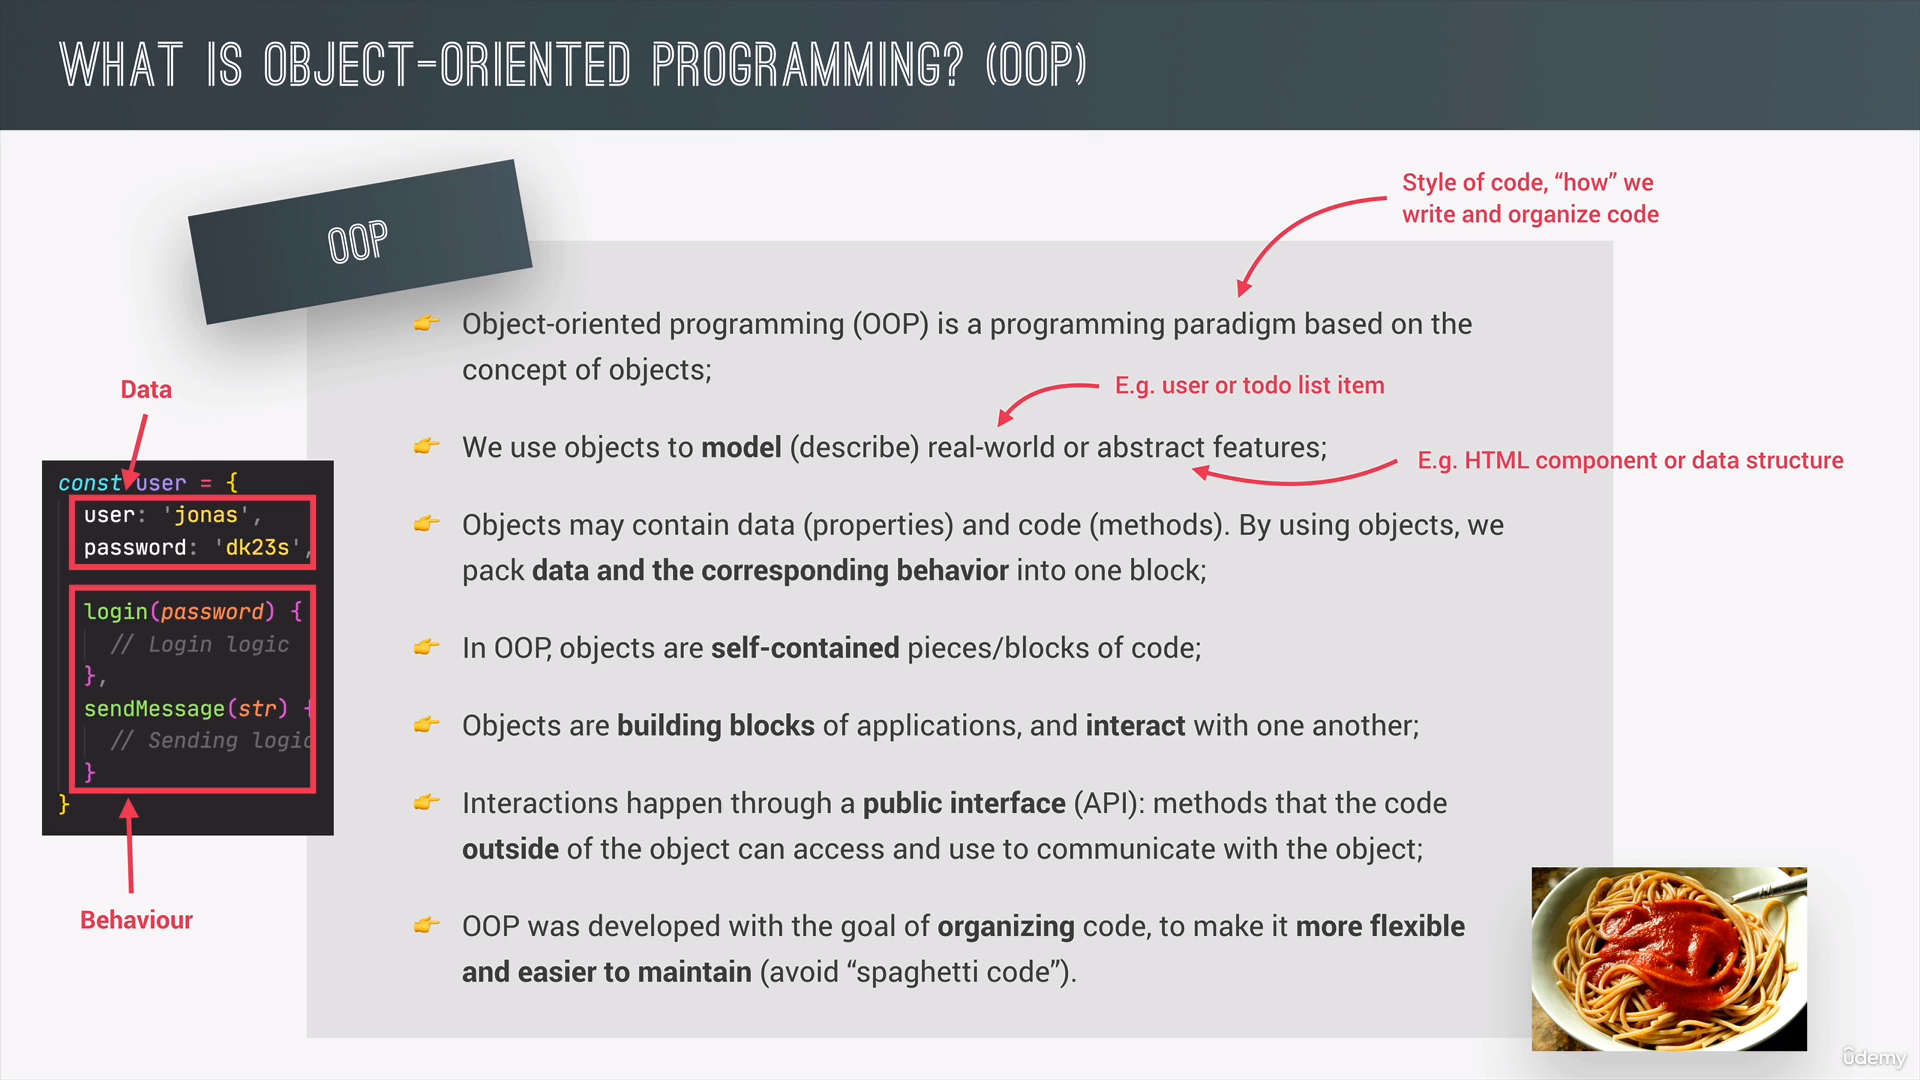 WHAT IS OBJECT-ORIENTED PROGRAMMING? (OOP)
OOP
Style of code, “how” we
write and organize code
Object-oriented programming (OOP) is a programming paradigm based on the
concept of objects;
E.g. user or todo list item
We use objects to model (describe) real-world or abstract features;
E.g. HTML component or data structure
Objects may contain data (properties) and code (methods). By using objects, we
pack data and the corresponding behavior into one block;
In OOP, objects are self-contained pieces/blocks of code;
Objects are building blocks of applications, and interact with one another;
Interactions happen through a public interface (API): methods that the code
outside of the object can access and use to communicate with the object;
OOP was developed with the goal of organizing code, to make it more flexible
and easier to maintain (avoid “spaghetti code”).
Data
const user = {
user: 'jonas',
password: 'dk23s',
login(password) {
// Login logic
},
sendMessage(str) {
// Sending logic
}
}
Behaviour
ûdemy